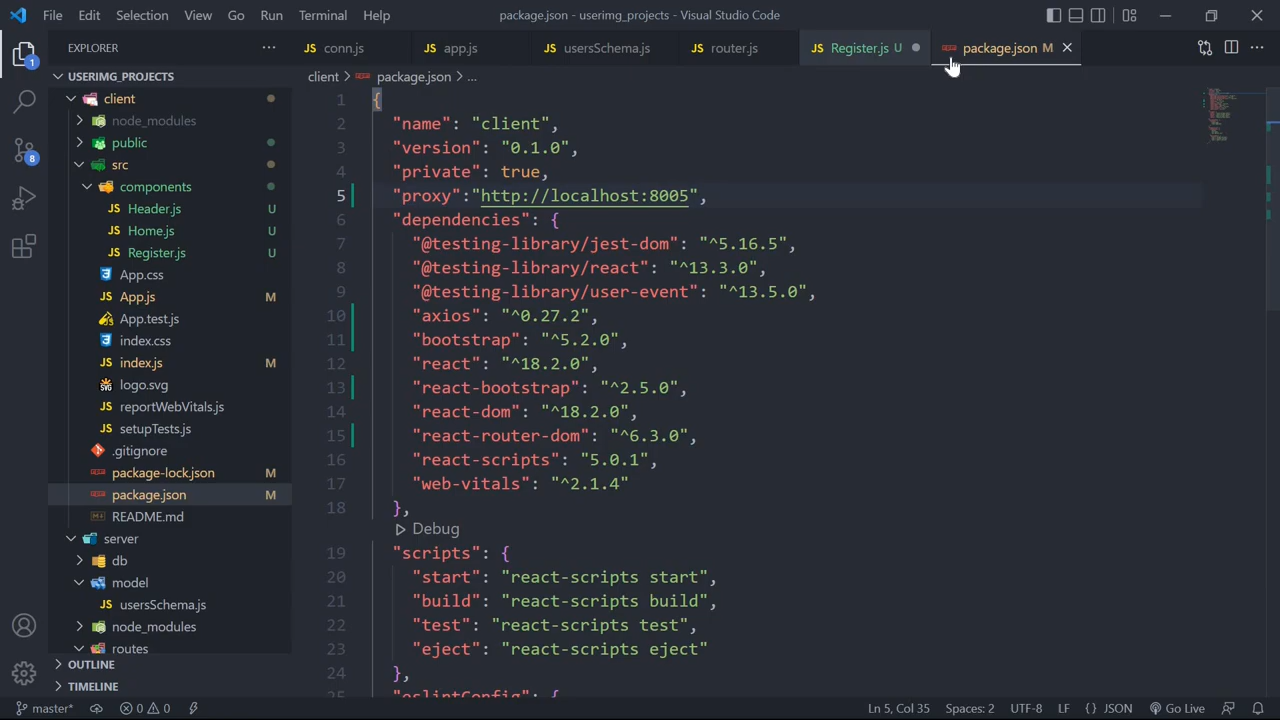 File Edit Selection View Go Run Terminal Help
package.json - userimg_projects - Visual Studio Code
EXPLORER
conn.js
app.js
usersSchema.js
router.js
Register.js U
package.json M
USERIMG_PROJECTS
client > package.json > ...
client
node_modules
public
src
components
Header.js U
Home.js U
Register.js U
App.css
App.js M
App.test.js
index.css
index.js M
logo.svg
reportWebVitals.js
setupTests.js
.gitignore
package-lock.json M
package.json M
README.md
server
db
model
usersSchema.js
node_modules
routes
OUTLINE
TIMELINE
1
8
1 {
2 "name": "client",
3 "version": "0.1.0",
4 "private": true,
5 "proxy":"http://localhost:8005",
6 "dependencies": {
7 "@testing-library/jest-dom": "^5.16.5",
8 "@testing-library/react": "^13.3.0",
9 "@testing-library/user-event": "^13.5.0",
10 "axios": "^0.27.2",
11 "bootstrap": "^5.2.0",
12 "react": "^18.2.0",
13 "react-bootstrap": "^2.5.0",
14 "react-dom": "^18.2.0",
15 "react-router-dom": "^6.3.0",
16 "react-scripts": "5.0.1",
17 "web-vitals": "^2.1.4"
18 },
Debug
19 "scripts": {
20 "start": "react-scripts start",
21 "build": "react-scripts build",
22 "test": "react-scripts test",
23 "eject": "react-scripts eject"
24 },
25 "eslintConfig": {
master* 0 0 Ln 5, Col 35 Spaces: 2 UTF-8 LF {} JSON Go Live